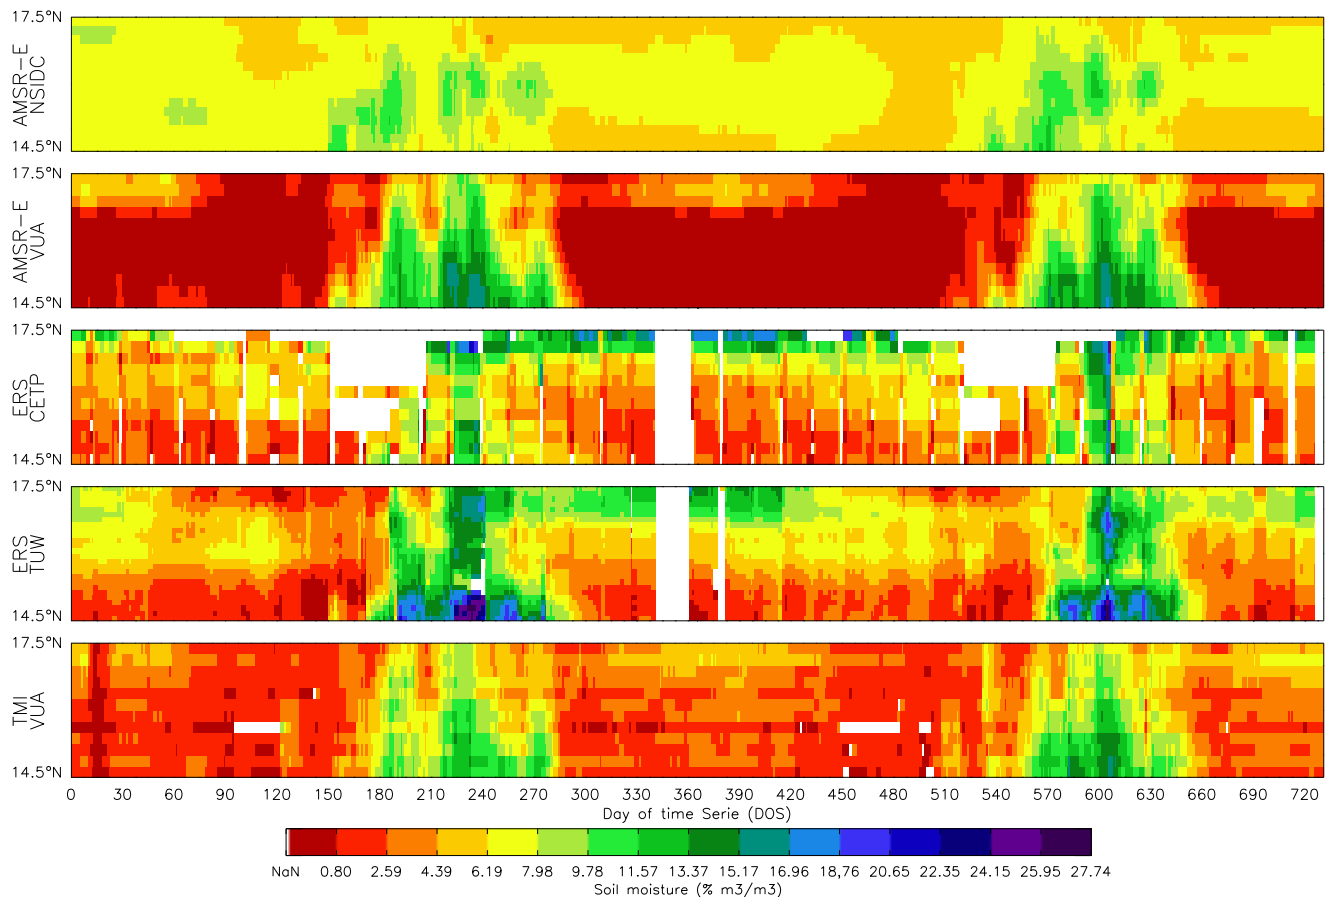 17.5°N
AMSR-E
NSIDC
14.5°N
17.5°N
AMSR-E
VUA
14.5°N
17.5°N
ERS
CETP
14.5°N
17.5°N
ERS
TUW
14.5°N
17.5°N
TMI
VUA
14.5°N
0 30 60 90 120 150 180 210 240 270 300 330 360 390 420 450 480 510 540 570 600 630 660 690 720
Day of time Serie (DOS)
NaN 0.80 2.59 4.39 6.19 7.98 9.78 11.57 13.37 15.17 16.96 18,76 20.65 22.35 24.15 25.95 27.74
Soil moisture (% m3/m3)